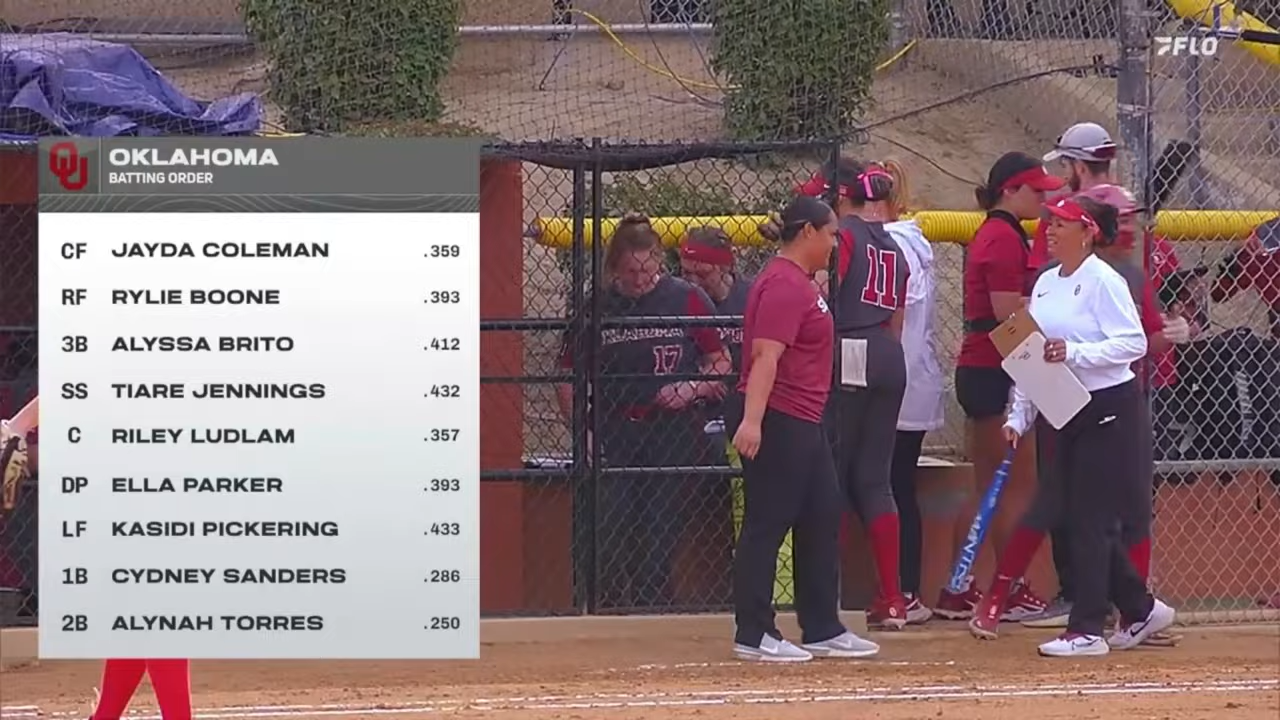 7FLO
OU
OKLAHOMA
BATTING ORDER
CF JAYDA COLEMAN .359
RF RYLIE BOONE .393
3B ALYSSA BRITO .412
SS TIARE JENNINGS .432
C RILEY LUDLAM .357
DP ELLA PARKER .393
LF KASIDI PICKERING .433
1B CYDNEY SANDERS .286
2B ALYNAH TORRES .250
11
OKLAHOMA
17